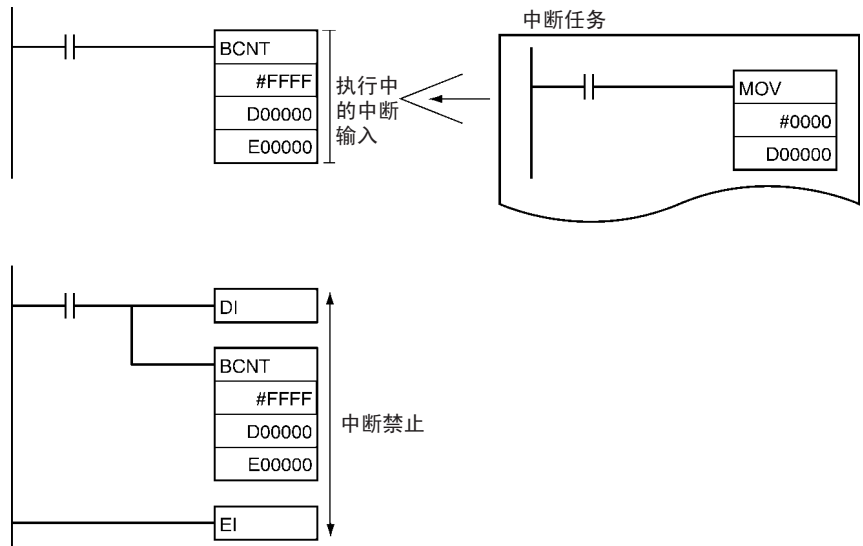 BCNT
#FFFF
D00000
E00000
执行中
的中断
输入
中断任务
MOV
#0000
D00000
DI
BCNT
#FFFF
D00000
E00000
中断禁止
EI